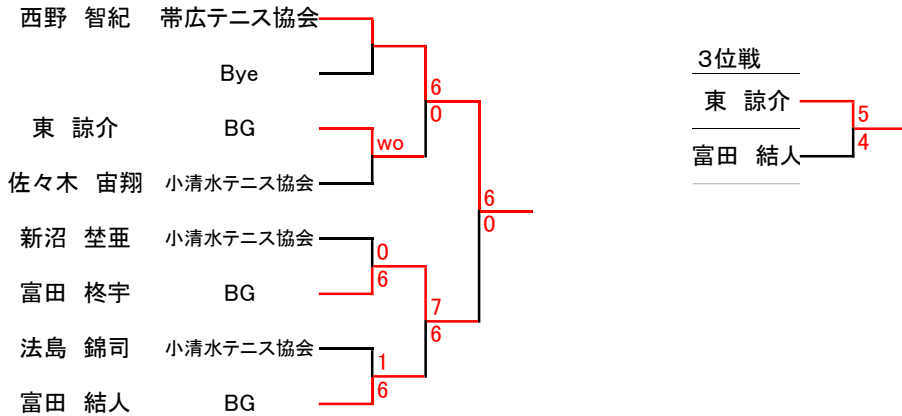 西野　智紀　帯広テニス協会
Bye
東　諒介　BG
佐々木　宙翔　小清水テニス協会
新沼　埜亜　小清水テニス協会
富田　柊宇　BG
法島　錦司　小清水テニス協会
富田　結人　BG
wo
0
6
1
6
6
0
7
6
6
0
３位戦
東　諒介
富田　結人
5
4